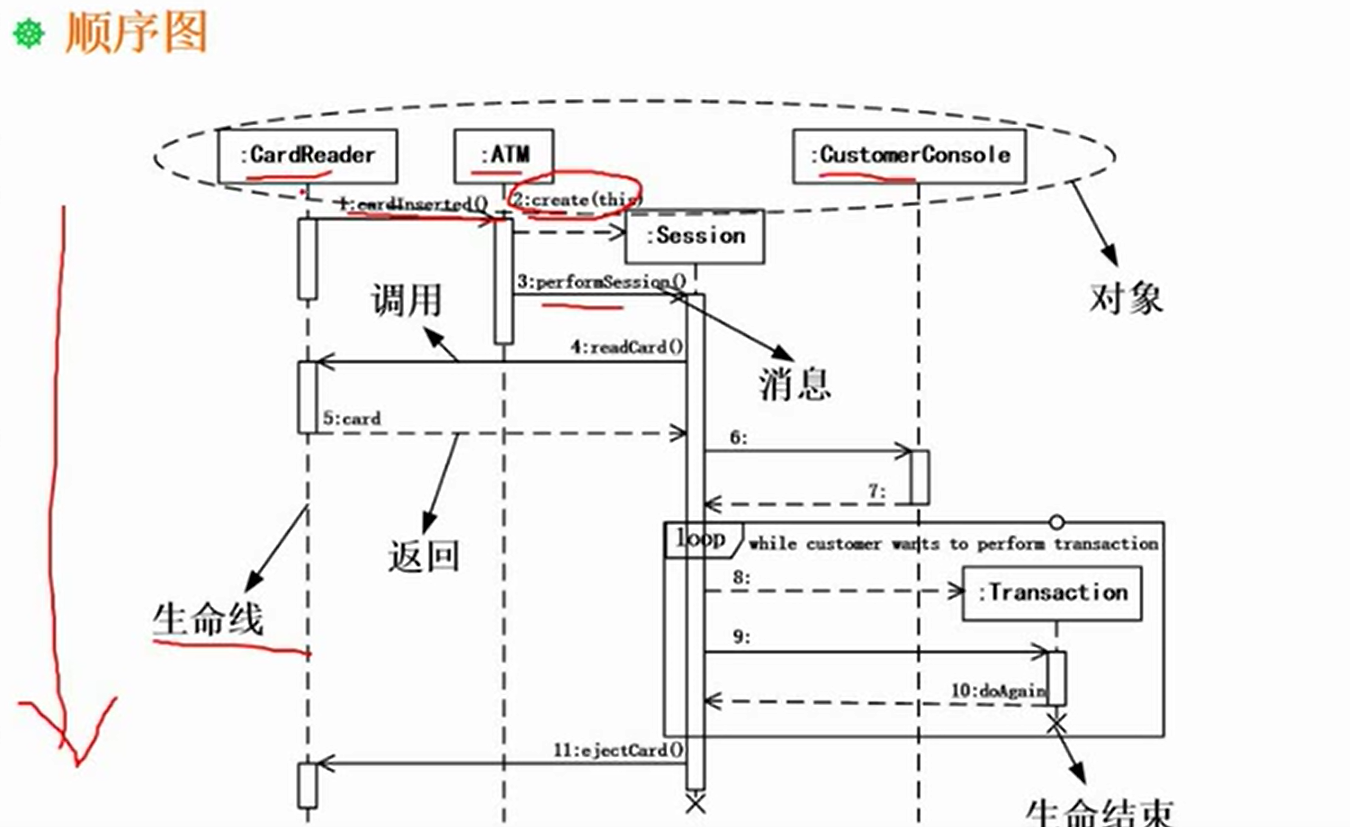 顺序图
:CardReader
:ATM
:CustomerConsole
1:cardInserted()
2:create(this)
:Session
对象
3:performSession()
调用
4:readCard()
消息
5:card
6:
7:
返回
loop
while customer wants to perform transaction
8:
:Transaction
生命线
9:
10:doAgain
11:ejectCard()
生命结束